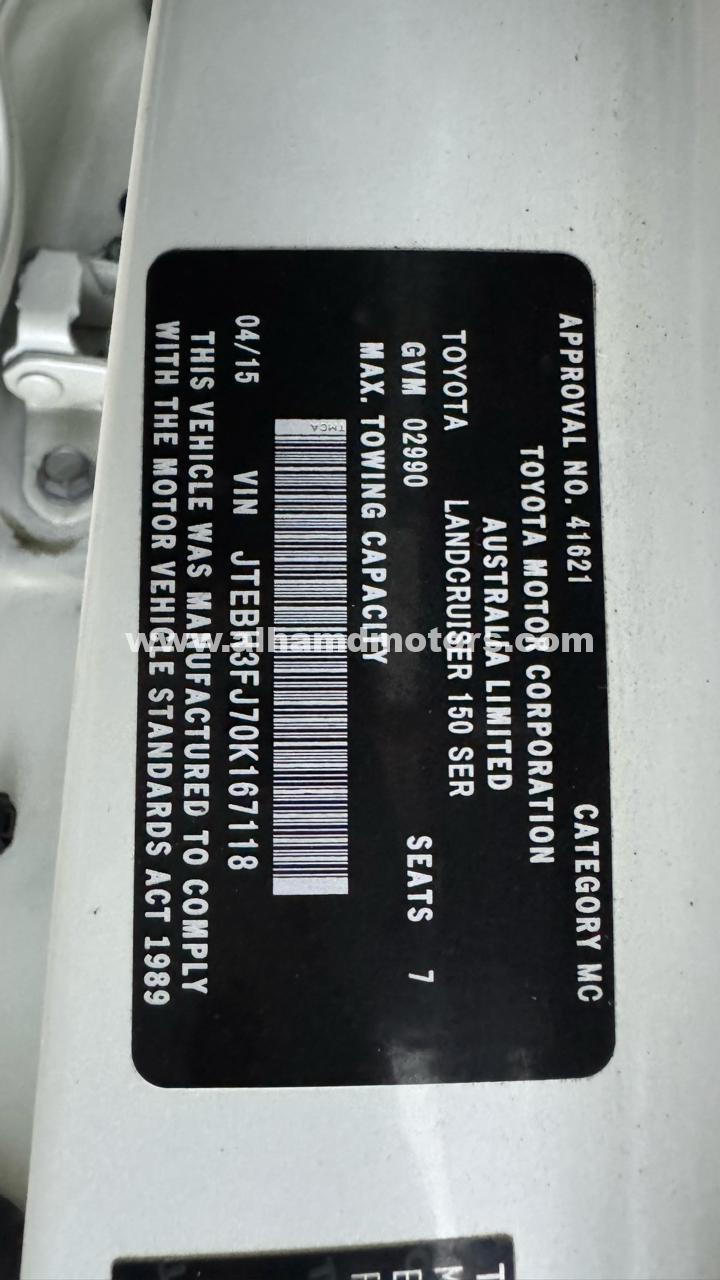 APPROVAL NO. 41621 CATEGORY MC
TOYOTA MOTOR CORPORATION
AUSTRALIA LIMITED
TOYOTA LANDCRUISER 150 SER
GVM 02990 SEATS 7
MAX. TOWING CAPACITY
TMCA
04/15 VIN JTEBR3FJ70K167118
THIS VEHICLE WAS MANUFACTURED TO COMPLY
WITH THE MOTOR VEHICLE STANDARDS ACT 1989
www.alhamdmotors.com